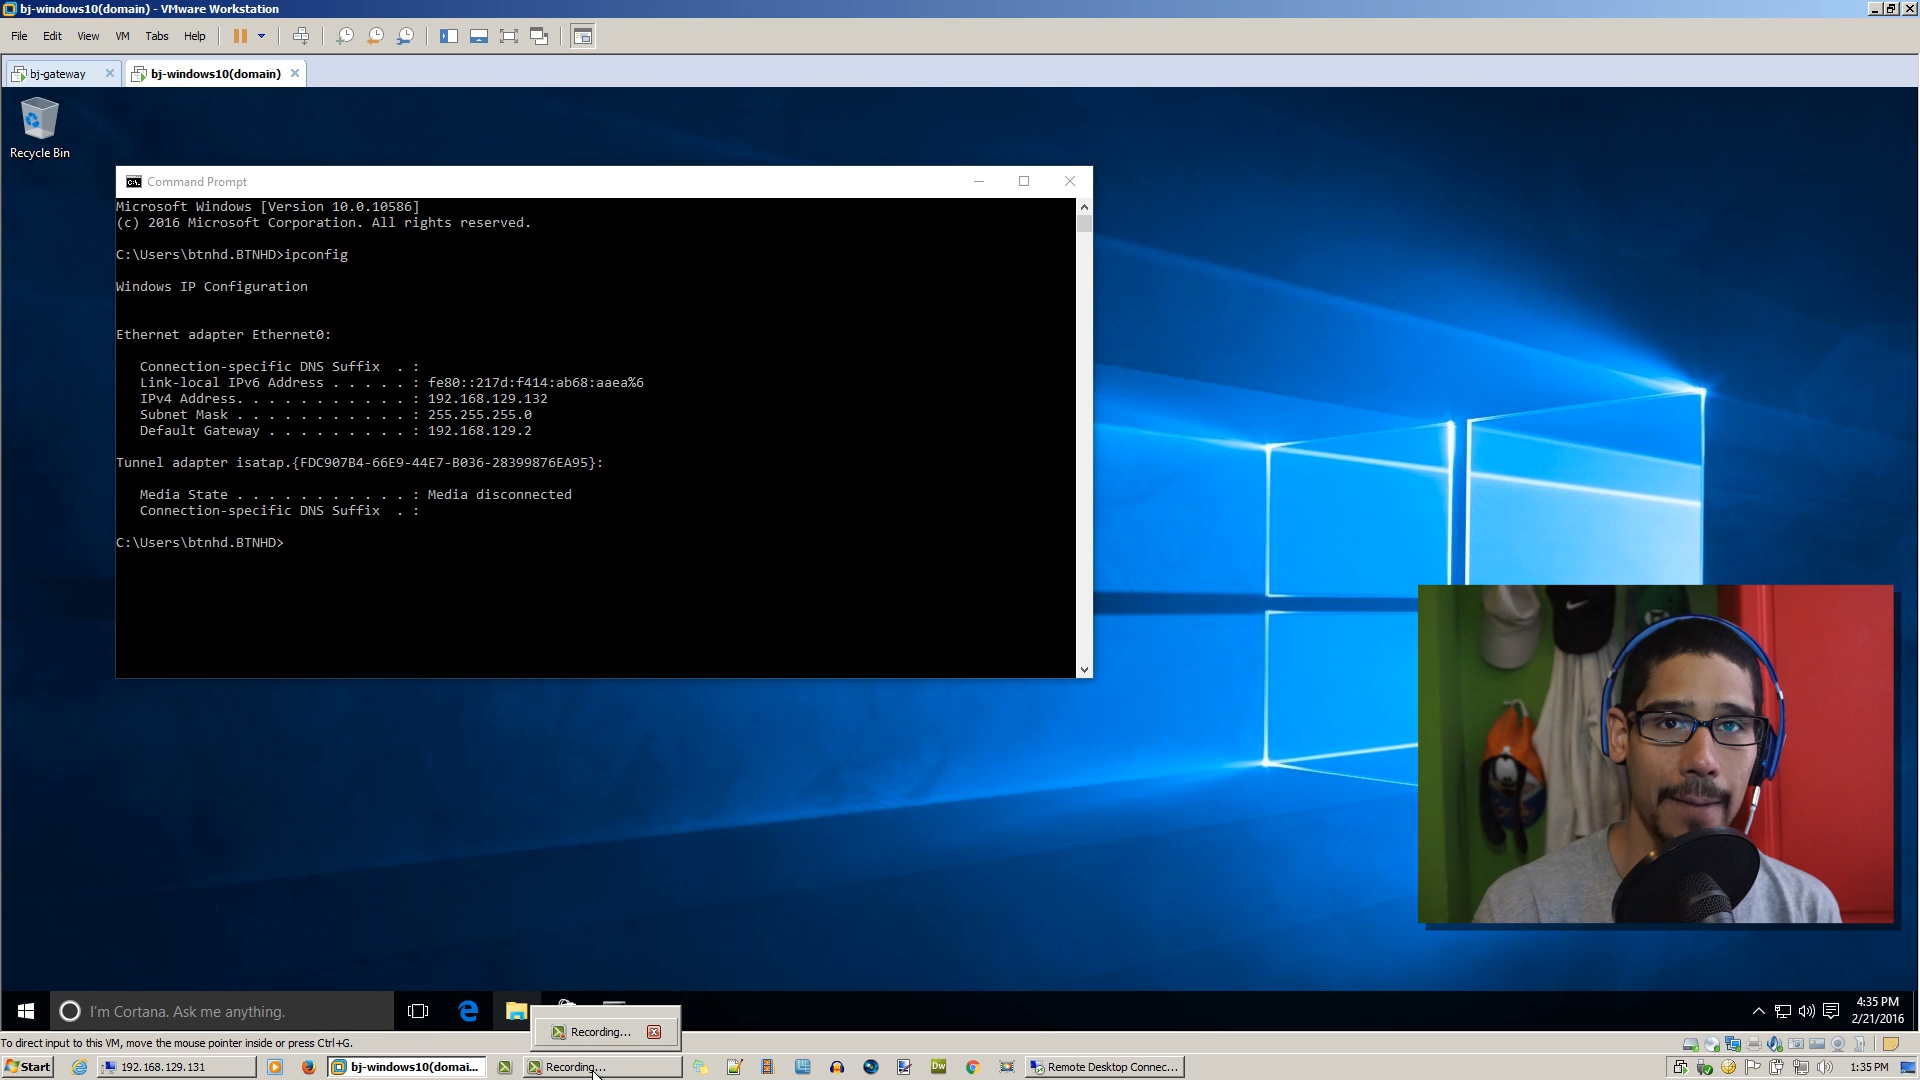 bj-windows10(domain) - VMware Workstation
File Edit View VM Tabs Help
bj-gateway
bj-windows10(domain)
Recycle Bin
Command Prompt
Microsoft Windows [Version 10.0.10586]
(c) 2016 Microsoft Corporation. All rights reserved.
C:\Users\btnhd.BTNHD>ipconfig
Windows IP Configuration
Ethernet adapter Ethernet0:
Connection-specific DNS Suffix  . :
Link-local IPv6 Address . . . . . : fe80::217d:f414:ab68:aaea%6
IPv4 Address. . . . . . . . . . . : 192.168.129.132
Subnet Mask . . . . . . . . . . . : 255.255.255.0
Default Gateway . . . . . . . . . : 192.168.129.2
Tunnel adapter isatap.{FDC907B4-66E9-44E7-B036-28399876EA95}:
Media State . . . . . . . . . . . : Media disconnected
Connection-specific DNS Suffix  . :
C:\Users\btnhd.BTNHD>
I'm Cortana. Ask me anything.
4:35 PM
2/21/2016
Recording...
To direct input to this VM, move the mouse pointer inside or press Ctrl+G.
Start
192.168.129.131
bj-windows10(domai...
Recording...
Dw
Remote Desktop Connec...
1:35 PM